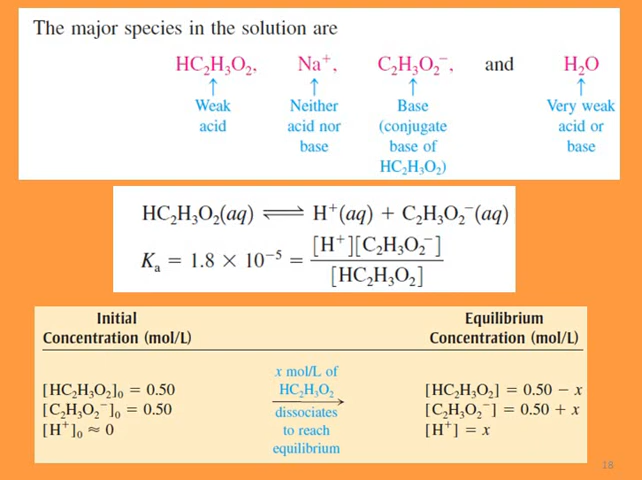 The major species in the solution are
HC₂H₃O₂, Na⁺, C₂H₃O₂⁻, and H₂O
↑ ↑ ↑ ↑
Weak Neither Base Very weak
acid acid nor (conjugate acid or
base base of base
HC₂H₃O₂)
HC₂H₃O₂(aq) ⇌ H⁺(aq) + C₂H₃O₂⁻(aq)
Kₐ = 1.8 × 10⁻⁵ = [H⁺][C₂H₃O₂⁻] / [HC₂H₃O₂]
Initial Equilibrium
Concentration (mol/L) Concentration (mol/L)
x mol/L of
[HC₂H₃O₂]₀ = 0.50 HC₂H₃O₂ [HC₂H₃O₂] = 0.50 − x
[C₂H₃O₂⁻]₀ = 0.50 dissociates [C₂H₃O₂⁻] = 0.50 + x
[H⁺]₀ ≈ 0 to reach [H⁺] = x
equilibrium
18